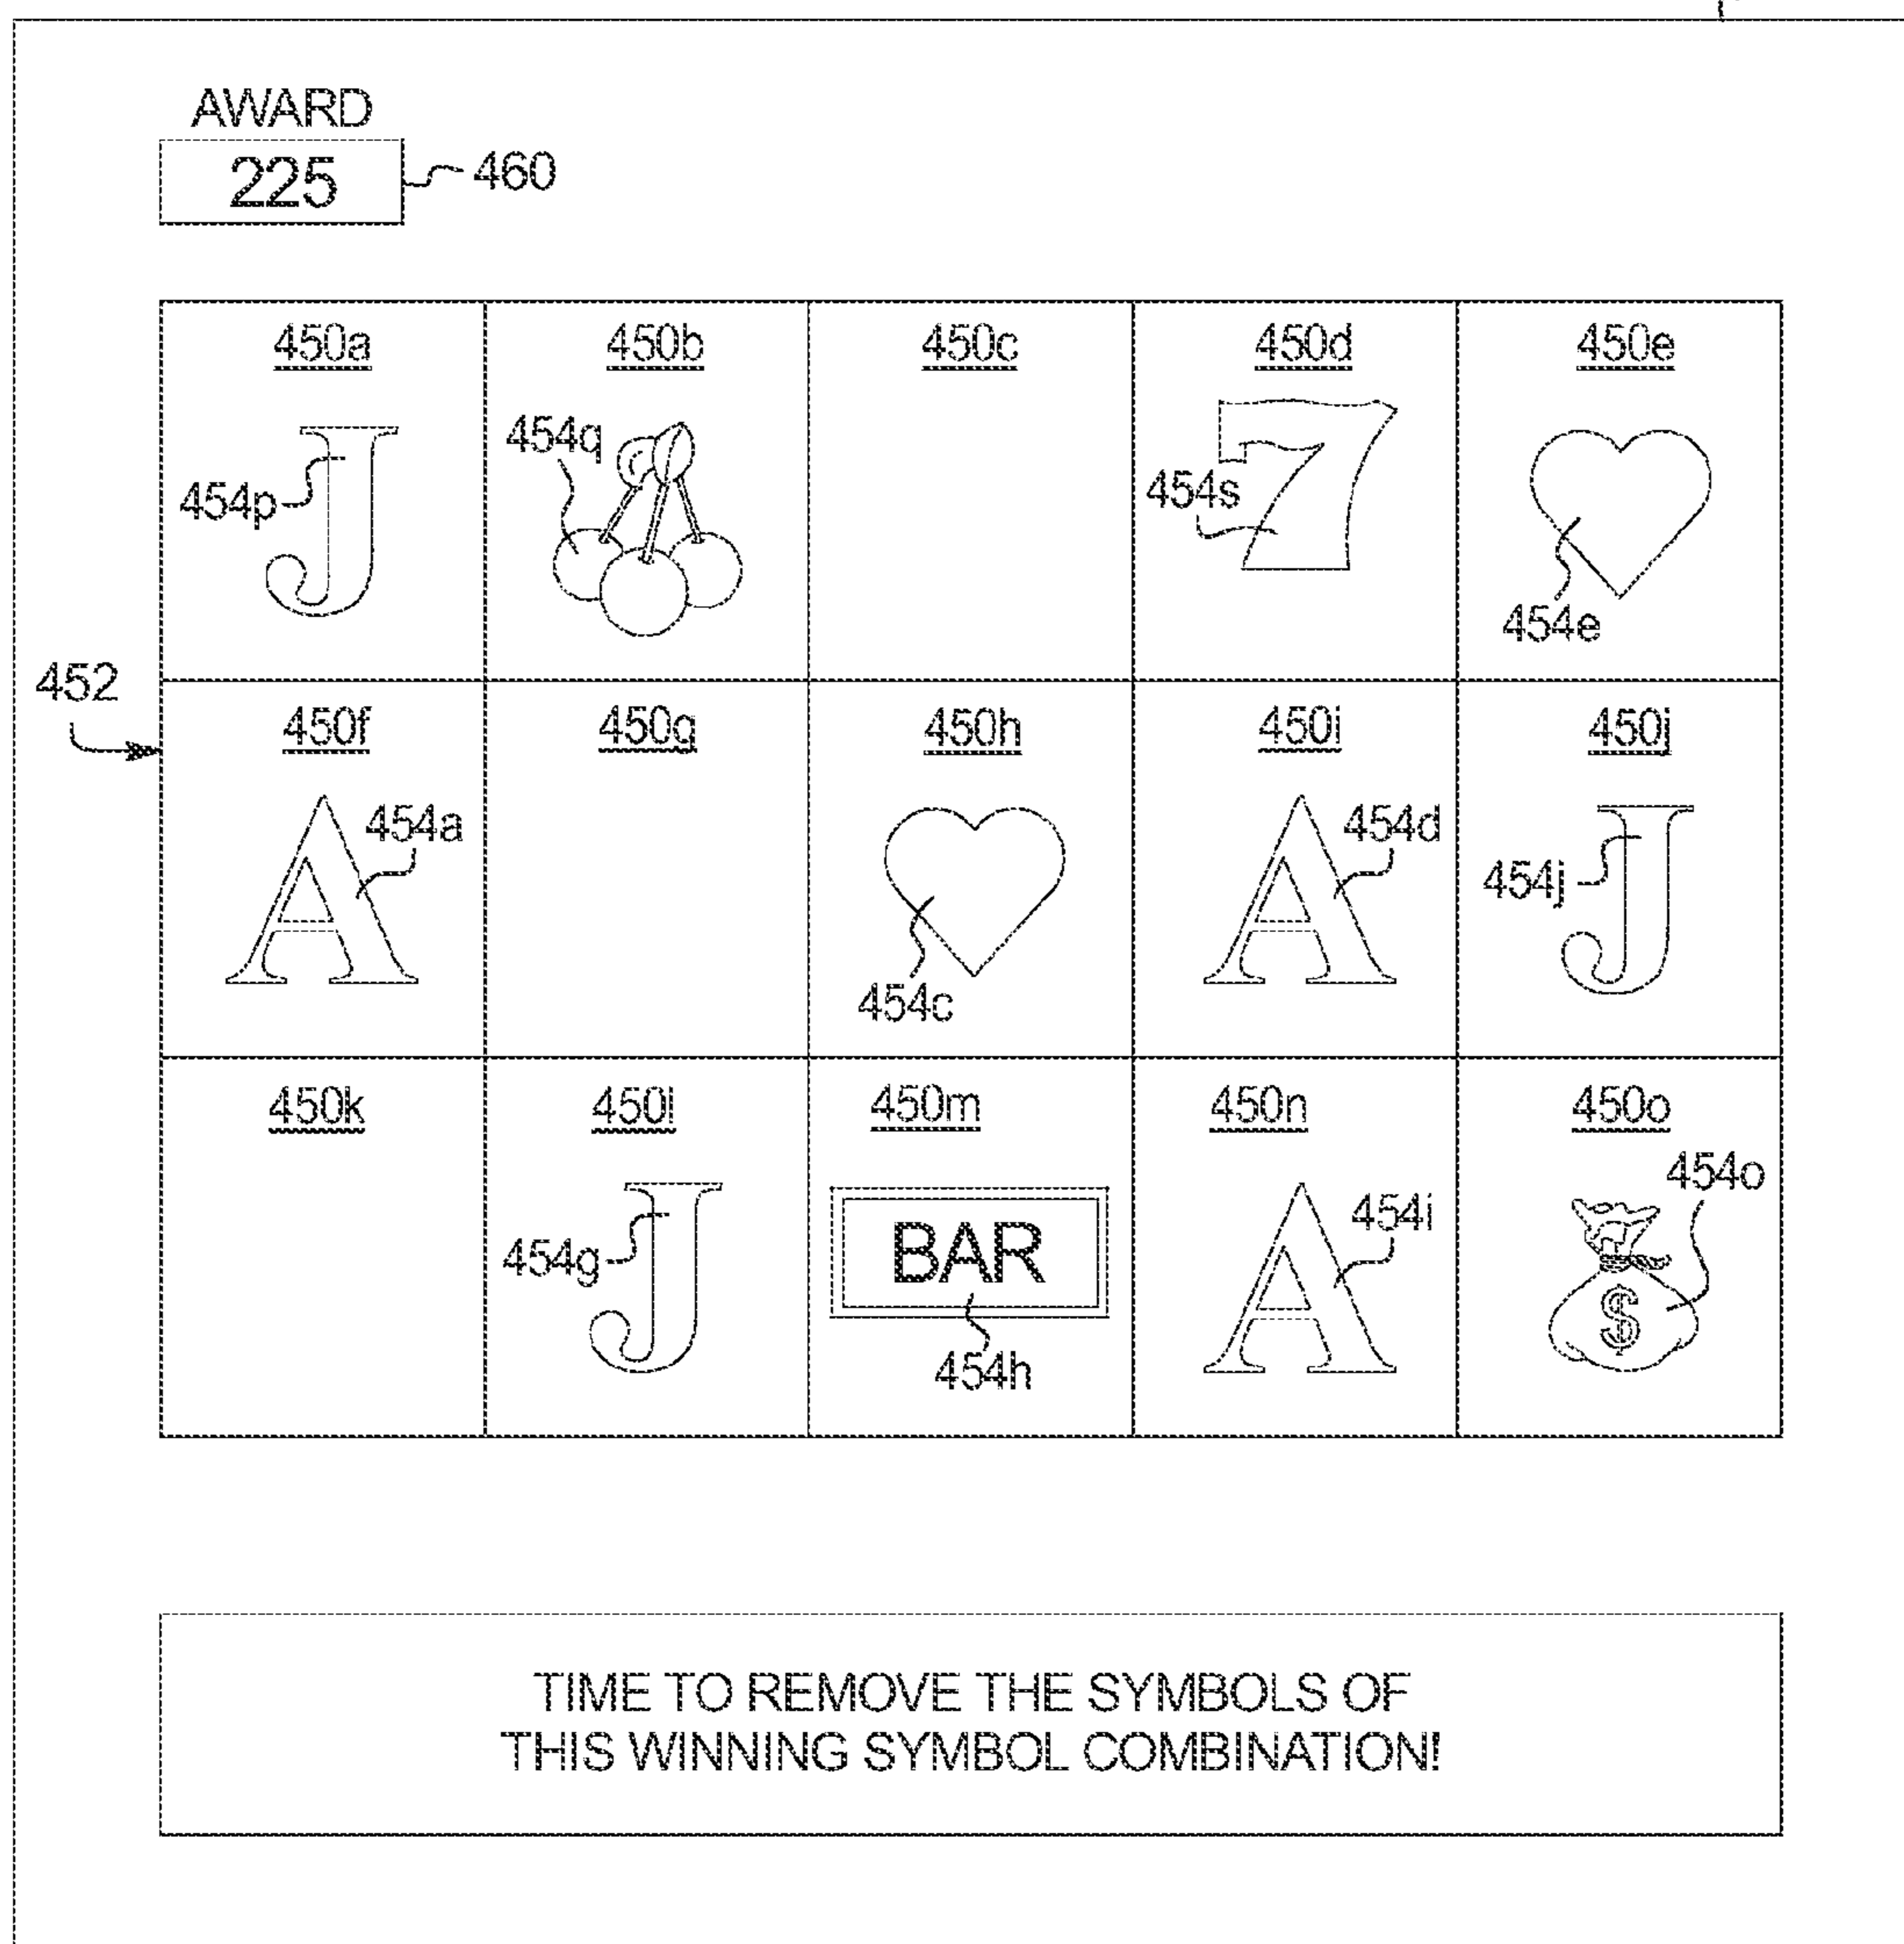 AWARD
225
460
450a 450b 450c 450d 450e
454p J 454q 454s 7 454e
452
450f 450g 450h 450i 450j
A 454a 454c A 454d 454j J
450k 450l 450m 450n 450o
454g J BAR 454h A 454i $ 454o
TIME TO REMOVE THE SYMBOLS OF
THIS WINNING SYMBOL COMBINATION!